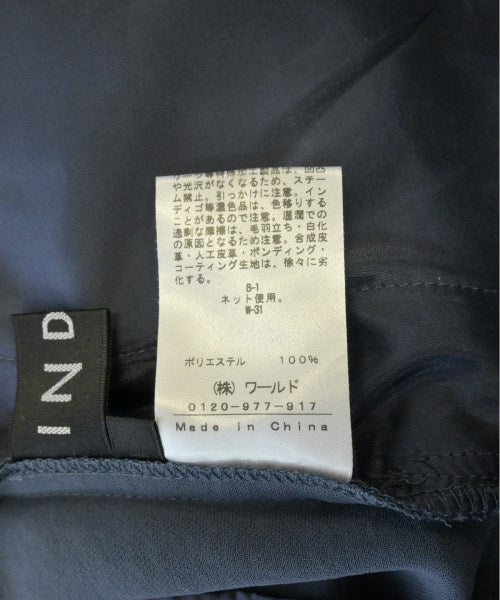 や光沢がなくなるため、スチー
ム禁止。引っかけに注意。イン
ディゴ等濃色品は、色移りする
ことがあるので注意。湿潤での
過剰な摩擦は、毛羽立ち・白化
の原因となるため注意。合成皮
革・人工皮革・ボンディング・
コーティング生地は、徐々に劣
化する。
B-1
ネット使用。
W-31
ポリエステル 100%
(株) ワールド
0120-977-917
Made in China
IND